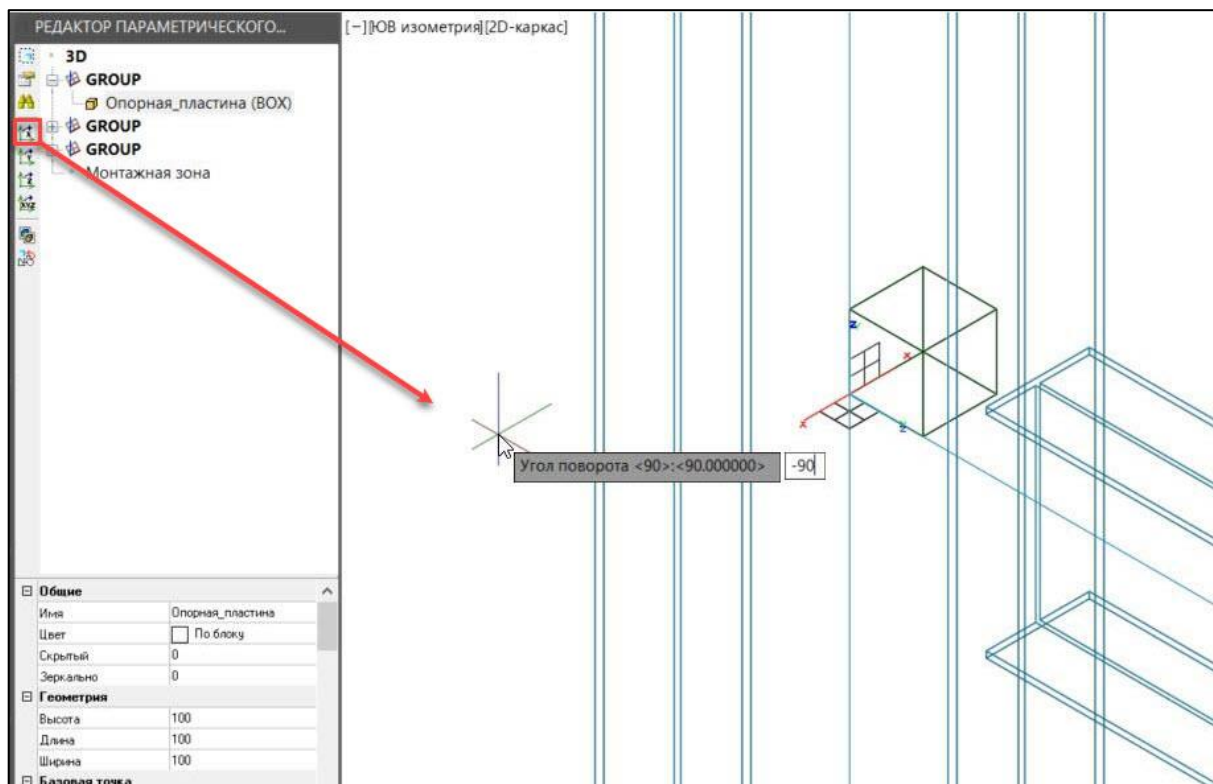 РЕДАКТОР ПАРАМЕТРИЧЕСКОГО...
[−][ЮВ изометрия][2D-каркас]
3D
GROUP
Опорная_пластина (BOX)
GROUP
GROUP
Монтажная зона
z
x
x
z
Угол поворота <90>:<90.000000> -90
Общие
Имя Опорная_пластина
Цвет По блоку
Скрытый 0
Зеркально 0
Геометрия
Высота 100
Длина 100
Ширина 100
Базовая точка